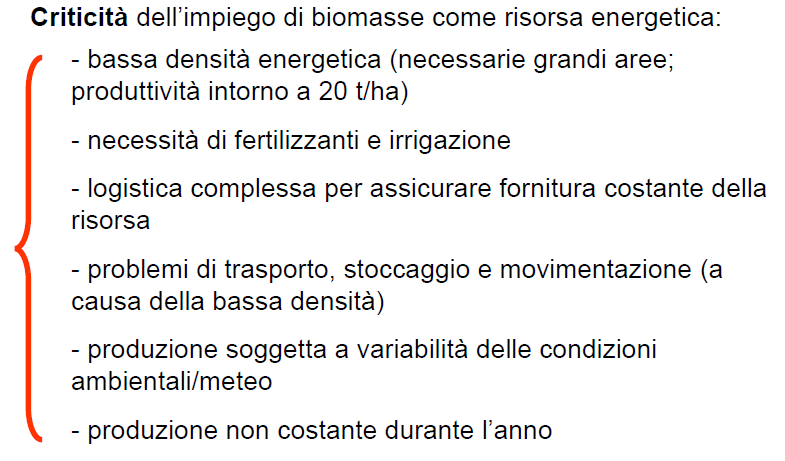 Criticità dell’impiego di biomasse come risorsa energetica:
- bassa densità energetica (necessarie grandi aree;
produttività intorno a 20 t/ha)
- necessità di fertilizzanti e irrigazione
- logistica complessa per assicurare fornitura costante della
risorsa
- problemi di trasporto, stoccaggio e movimentazione (a
causa della bassa densità)
- produzione soggetta a variabilità delle condizioni
ambientali/meteo
- produzione non costante durante l’anno